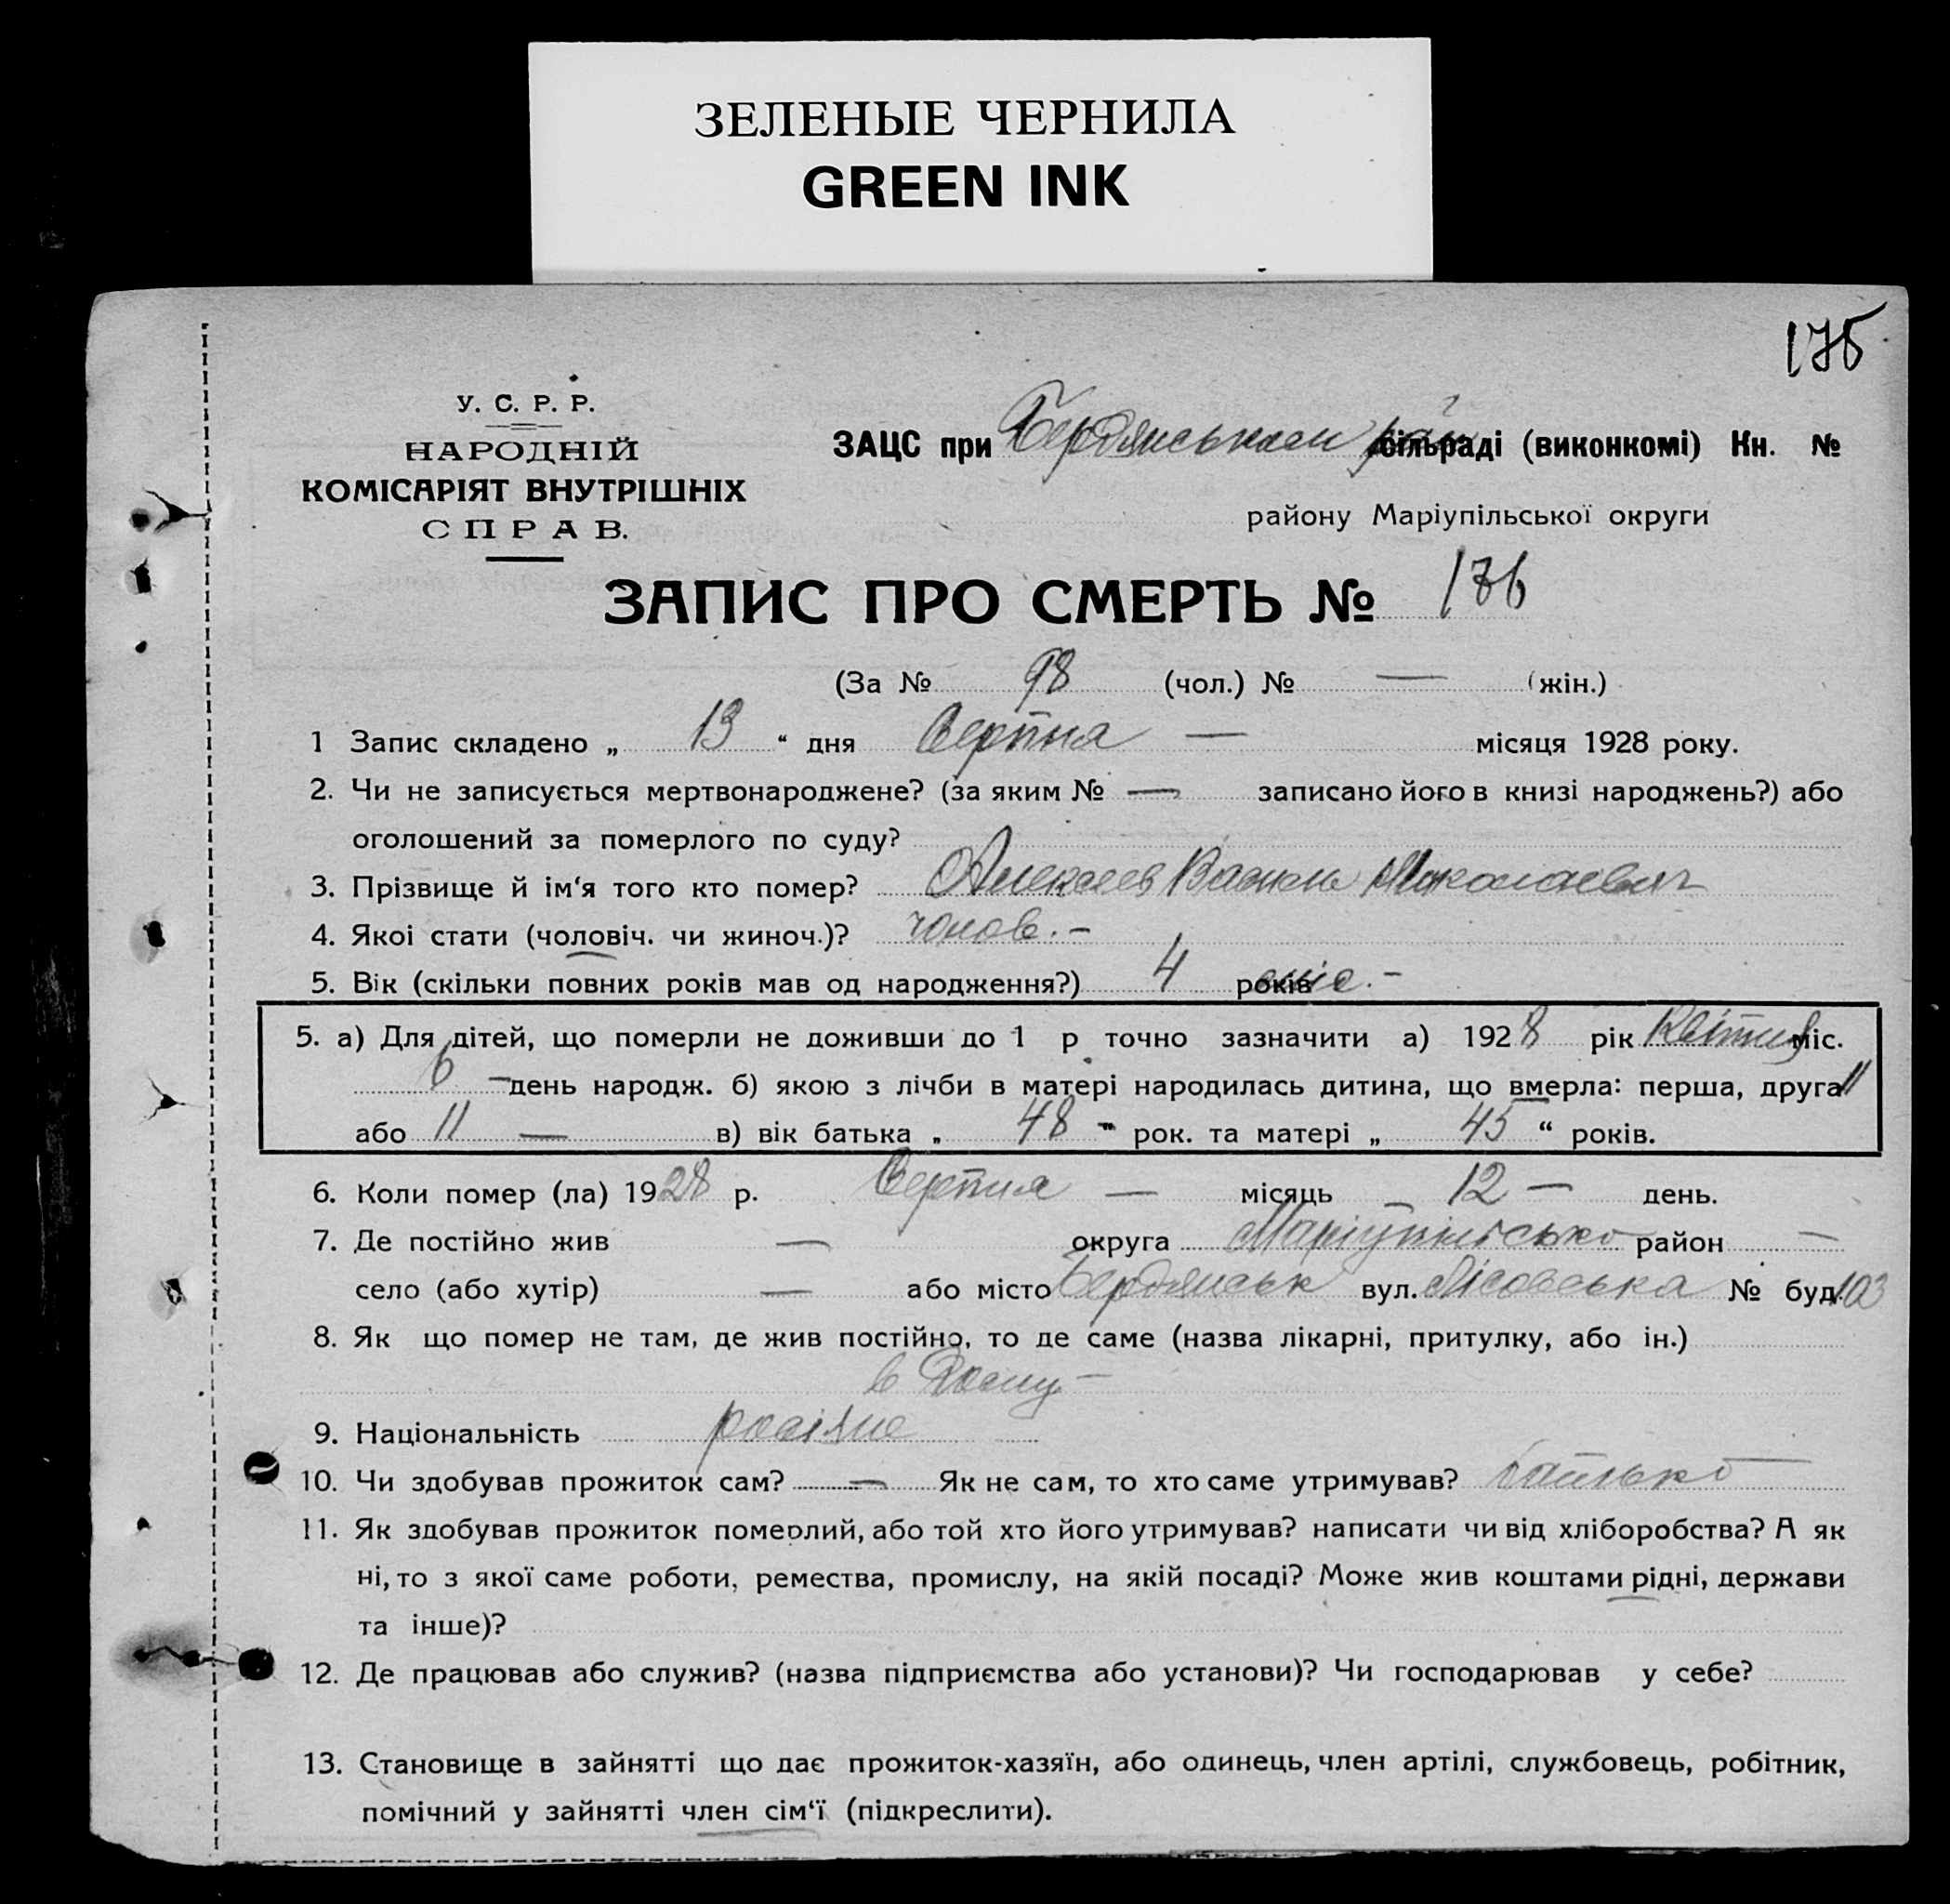 ЗЕЛЕНЫЕ ЧЕРНИЛА
GREEN INK
176
У. С. Р. Р.
НАРОДНІЙ
КОМІСАРІЯТ ВНУТРІШНІХ
СПРАВ.
ЗАЦС при Бердянськом рай сільраді (виконкомі) Кн. №
району Маріупільської округи
ЗАПИС ПРО СМЕРТЬ № 176
(За № 98 (чол.) № — (жін.)
1 Запис складено „ 13 “ дня Серпня — місяця 1928 року.
2. Чи не записується мертвонароджене? (за яким № — записано його в книзі народжень?) або
оголошений за померлого по суду?
3. Прізвище й ім‘я того кто помер? Алексеев Василь Миколаевич
4. Якоі стати (чоловіч. чи жиноч.)? чолов. –
5. Вік (скільки повних років мав од народження?) 4 років міс. –
5. а) Для дітей, що померли не доживши до 1 р. точно зазначити а) 1928 рік Квітня міс.
6 — день народж. б) якою з лічби в матері народилась дитина, що вмерла: перша, друга 11
або 11 — в) вік батька „ 48 “ рок. та матері „ 45 “ років.
6. Коли помер (ла) 1928 р. Серпня — місяць 12 — день.
7. Де постійно жив — округа Маріупільсько район —
село (або хутір) — або місто Бердянськ вул. Лісовська № буд. 103
8. Як що помер не там, де жив постійно, то де саме (назва лікарні, притулку, або ін.)
в Дому —
9. Національність росіяне
10. Чи здобував прожиток сам? — Як не сам, то хто саме утримував? батько
11. Як здобував прожиток померлий, або той хто його утримував? написати чи від хліборобства? А як
ні, то з якої саме роботи, ремества, промислу, на якій посаді? Може жив коштами рідні, держави
та інше)?
12. Де працював або служив? (назва підприємства або установи)? Чи господарював у себе?
13. Становище в зайнятті що дає прожиток-хазяїн, або одинець, член артілі, службовець, робітник,
помічний у зайнятті член сім‘ї (підкреслити).